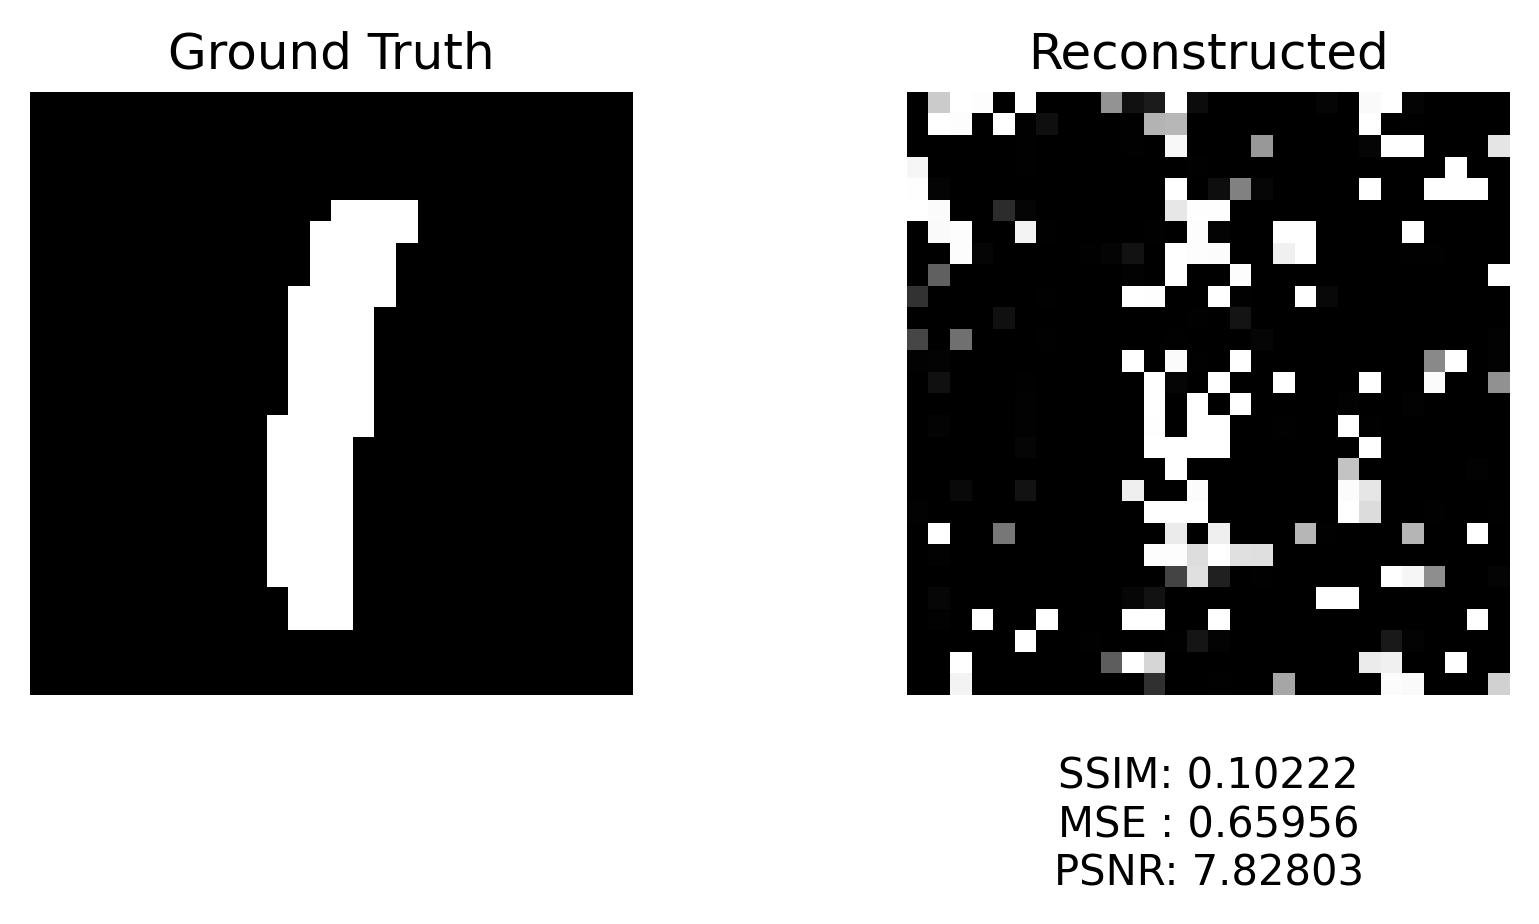 Ground Truth
Reconstructed
SSIM: 0.10222
MSE : 0.65956
PSNR: 7.82803